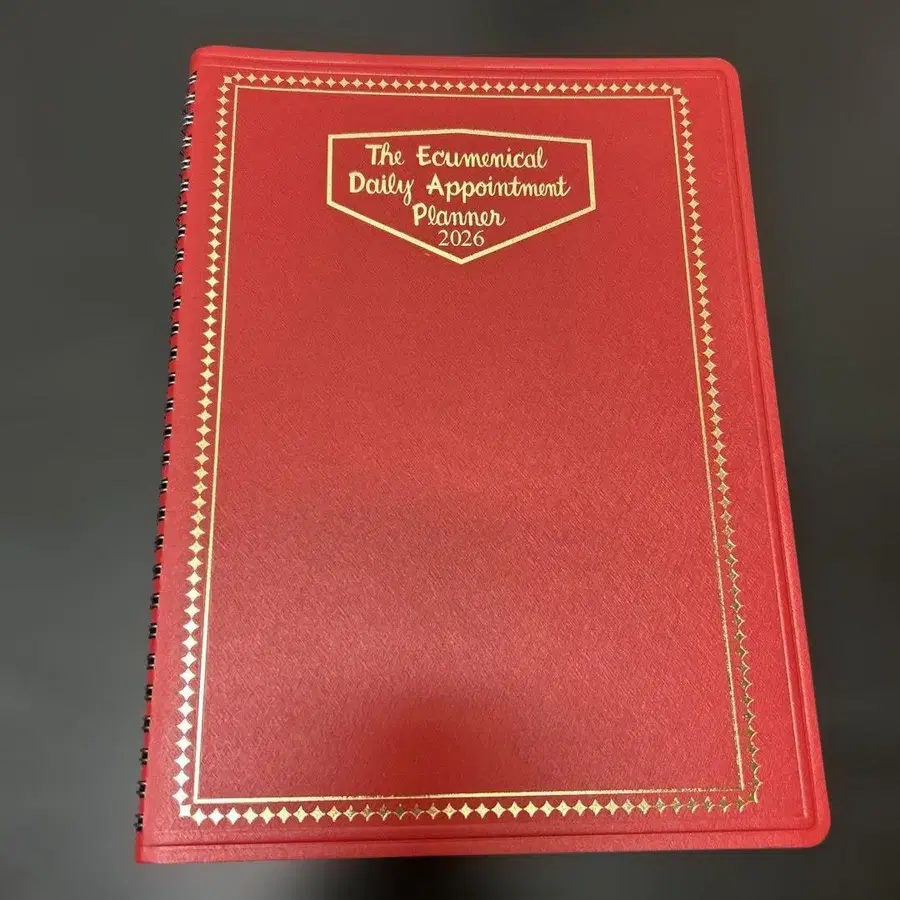 The Ecumenical
Daily Appointment
Planner
2026